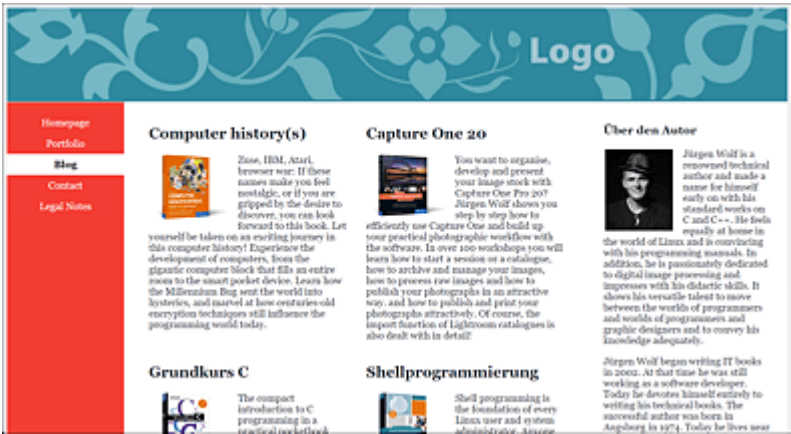 Logo
Homepage
Portfolio
Blog
Contact
Legal Notes
Computer history(s)
Zuse, IBM, Atari,
browser war: If these
names make you feel
nostalgic, or if you are
gripped by the desire to
discover, you can look
forward to this book. Let
yourself be taken on an exciting journey in
this computer history! Experience the
development of computers, from the
gigantic computer block that fills an entire
room to the smart pocket device. Learn how
the Millennium Bug sent the world into
hysterics, and marvel at how centuries-old
encryption techniques still influence the
programming world today.
Capture One 20
You want to organise,
develop and present
your image stock with
Capture One Pro 20?
Jürgen Wolf shows you
step by step how to
efficiently use Capture One and build up
your practical photographic workflow with
the software. In over 100 workshops you will
learn how to start a session or a catalogue,
how to archive and manage your images,
how to process raw images and how to
publish your photographs in an attractive
way, and how to publish and print your
photographs attractively. Of course, the
import function of Lightroom catalogues is
also dealt with in detail!
Grundkurs C
The compact
introduction to C
programming in a
practical pocketbook
Shellprogrammierung
Shell programming is
the foundation of every
Linux user and system
administrator. Anyone
Über den Autor
Jürgen Wolf is a
renowned technical
author and made a
name for himself
early on with his
standard works on
C and C++. He feels
equally at home in
the world of Linux and is convincing
with his programming manuals. In
addition, he is passionately dedicated
to digital image processing and
impresses with his didactic skills. It
shows his versatile talent to move
between the worlds of programmers
and worlds of programmers and
graphic designers and to convey his
knowledge adequately.
Jürgen Wolf began writing IT books
in 2002. At that time he was still
working as a software developer.
Today he devotes himself entirely to
writing his technical books. The
successful author was born in
Augsburg in 1974. Today he lives near